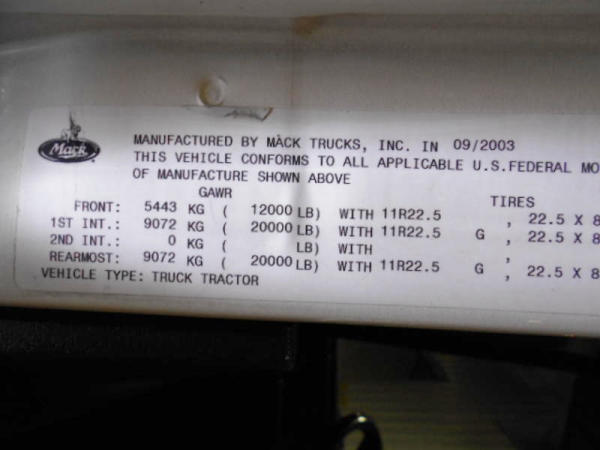 Mack
MANUFACTURED BY MACK TRUCKS, INC. IN 09/2003
THIS VEHICLE CONFORMS TO ALL APPLICABLE U.S.FEDERAL MO
OF MANUFACTURE SHOWN ABOVE
GAWR TIRES
FRONT: 5443 KG ( 12000 LB) WITH 11R22.5 , 22.5 X 8
1ST INT.: 9072 KG ( 20000 LB) WITH 11R22.5 G , 22.5 X 8
2ND INT.: 0 KG ( LB) WITH ,
REARMOST: 9072 KG ( 20000 LB) WITH 11R22.5 G , 22.5 X 8
VEHICLE TYPE: TRUCK TRACTOR